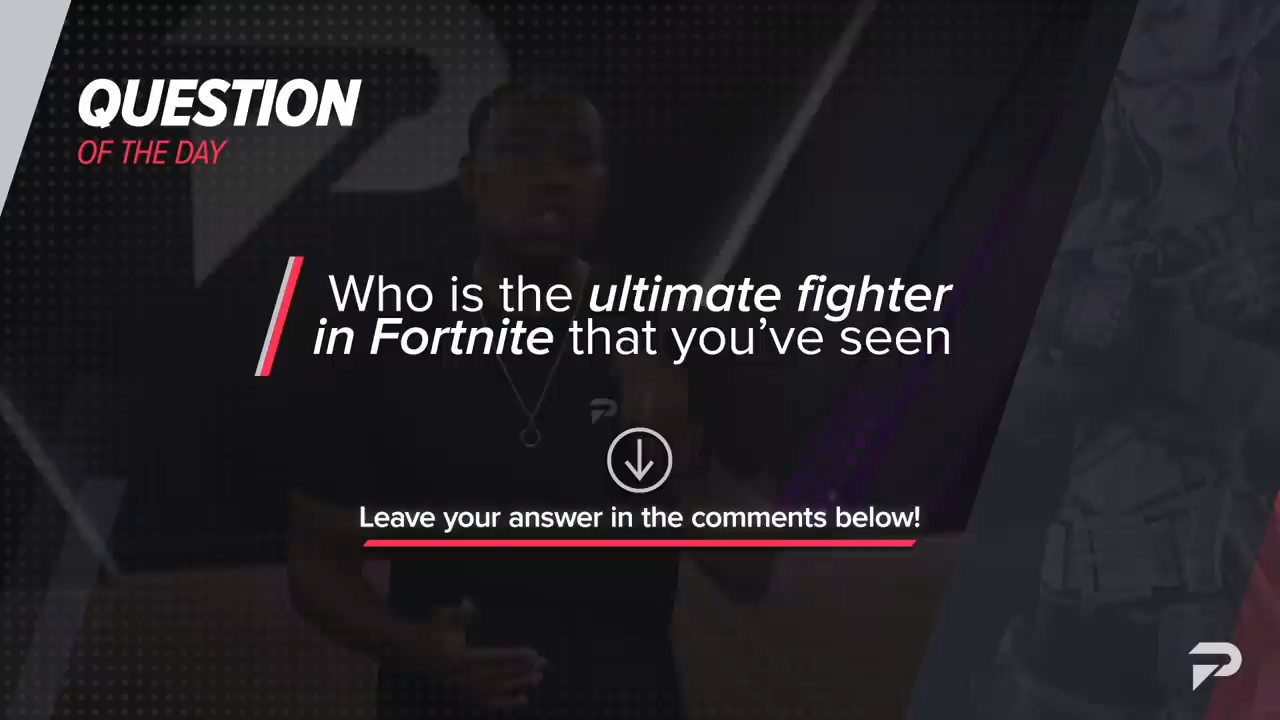 QUESTION
OF THE DAY
Who is the ultimate fighter
in Fortnite that you’ve seen
Leave your answer in the comments below!